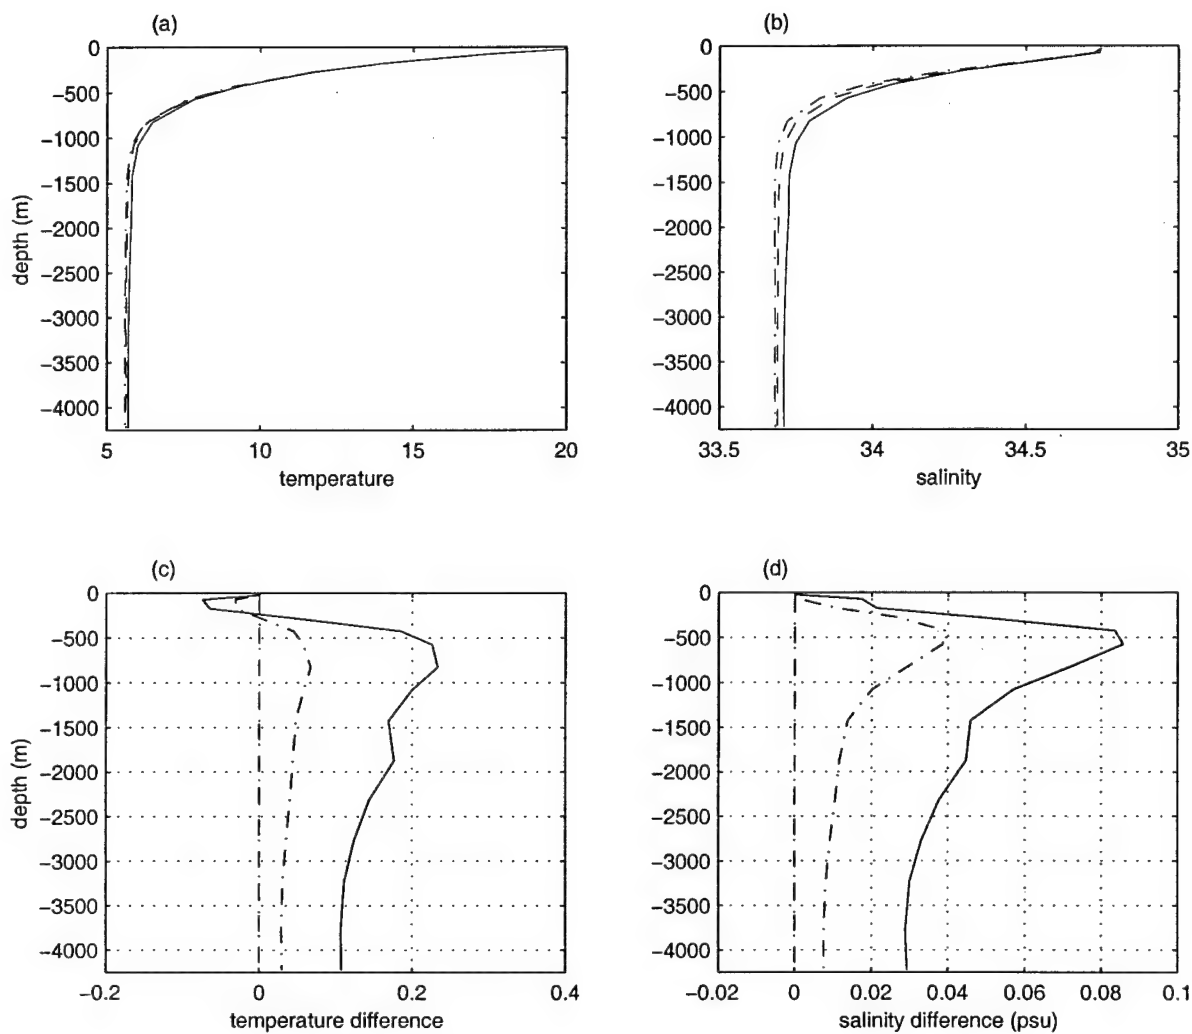 (a)
0
−500
−1000
−1500
−2000
−2500
−3000
−3500
−4000
depth (m)
5 10 15 20
temperature
(b)
0
−500
−1000
−1500
−2000
−2500
−3000
−3500
−4000
33.5 34 34.5 35
salinity
(c)
0
−500
−1000
−1500
−2000
−2500
−3000
−3500
−4000
depth (m)
−0.2 0 0.2 0.4
temperature difference
(d)
0
−500
−1000
−1500
−2000
−2500
−3000
−3500
−4000
−0.02 0 0.02 0.04 0.06 0.08 0.1
salinity difference (psu)